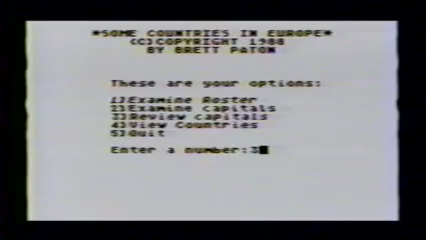 *SOME COUNTRIES IN EUROPE*
(C)COPYRIGHT 1988
BY BRETT PATON
These are your options:
1)Examine Roster
2)Examine capitals
3)Review capitals
4)View Countries
5)Quit
Enter a number:3